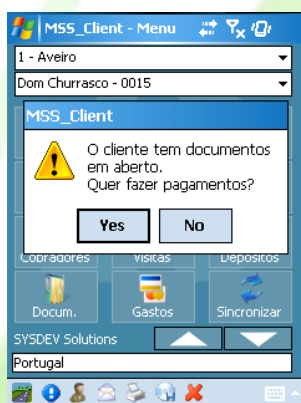 MSS_Client - Menu
1 - Aveiro
Dom Churrasco - 0015
MSS_Client
O cliente tem documentos
em aberto.
Quer fazer pagamentos?
Yes No
Cobradores Visitas Depósitos
Docum. Gastos Sincronizar
SYSDEV Solutions
Portugal